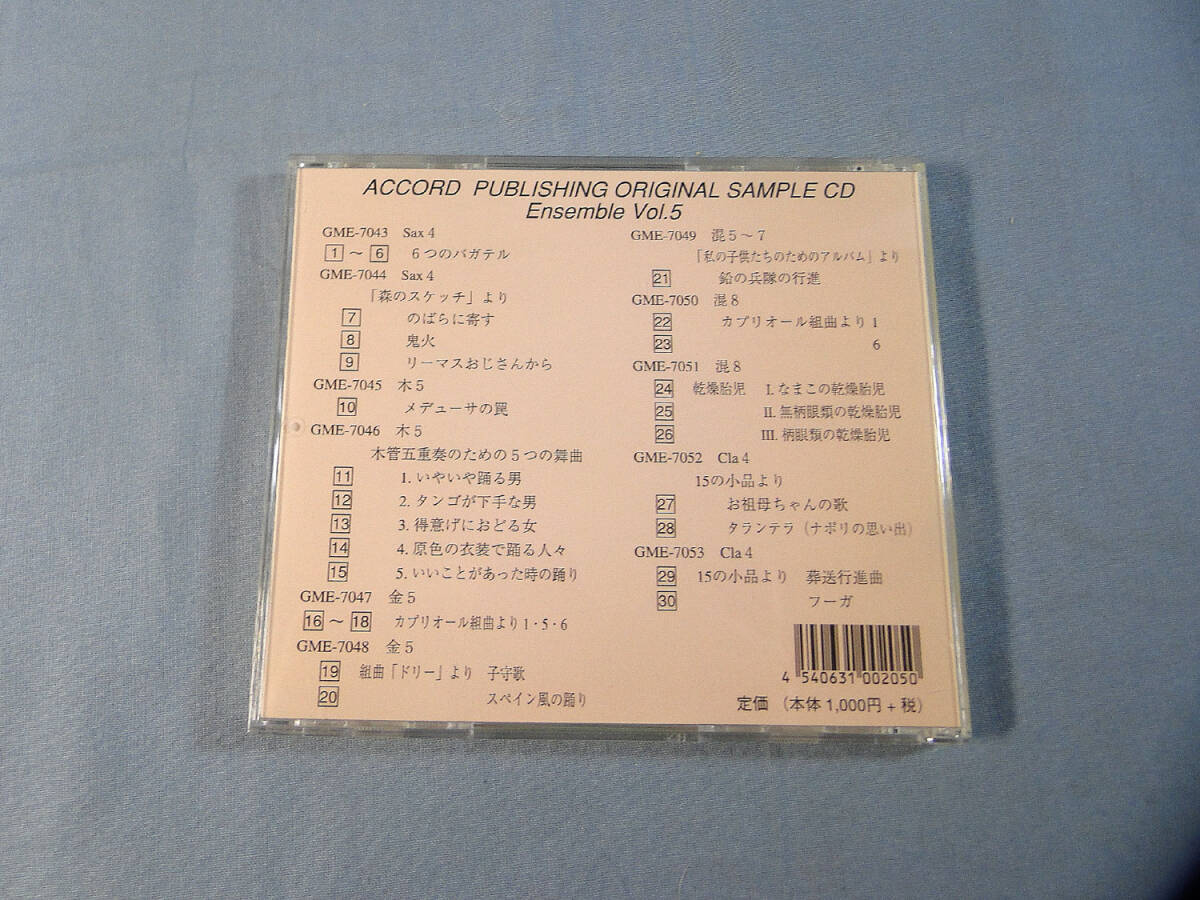 ACCORD PUBLISHING ORIGINAL SAMPLE CD
Ensemble Vol.5
GME-7043 Sax 4
1 ～ 6 6つのバガテル
GME-7044 Sax 4
「森のスケッチ」より
7 のばらに寄す
8 鬼火
9 リーマスおじさんから
GME-7045 木5
10 メデューサの罠
GME-7046 木5
木管五重奏のための5つの舞曲
11 1. いやいや踊る男
12 2. タンゴが下手な男
13 3. 得意げにおどる女
14 4. 原色の衣装で踊る人々
15 5. いいことがあった時の踊り
GME-7047 金5
16 ～ 18 カプリオール組曲より1・5・6
GME-7048 金5
19 組曲「ドリー」より 子守歌
20 スペイン風の踊り
GME-7049 混5～7
「私の子供たちのためのアルバム」より
21 鉛の兵隊の行進
GME-7050 混8
22 カプリオール組曲より1
23 6
GME-7051 混8
24 乾燥胎児 I. なまこの乾燥胎児
25 II. 無柄眼類の乾燥胎児
26 III. 柄眼類の乾燥胎児
GME-7052 Cla 4
15の小品より
27 お祖母ちゃんの歌
28 タランテラ（ナポリの思い出）
GME-7053 Cla 4
29 15の小品より 葬送行進曲
30 フーガ
4 540631 002050
定価 （本体 1,000円 + 税）